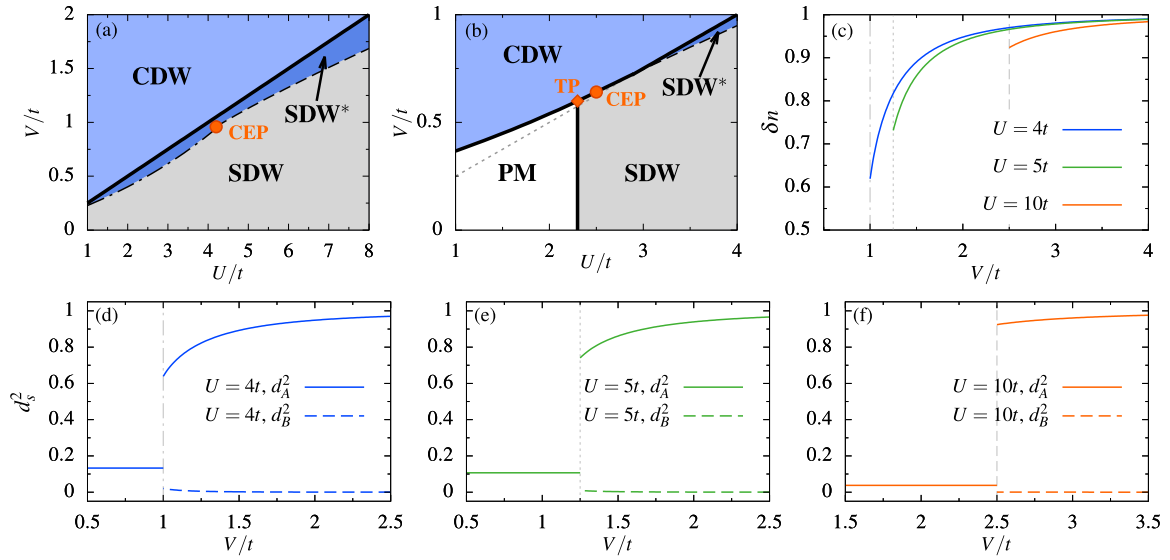 (a)
2
1.5
1
0.5
0
V/t
CDW
SDW*
CEP
SDW
1 2 3 4 5 6 7 8
U/t
(b)
1
0.5
0
V/t
CDW
TP
CEP
SDW*
PM
SDW
1 2 3 4
U/t
(c)
1
0.9
0.8
0.7
0.6
0.5
δn
U = 4t
U = 5t
U = 10t
1 2 3 4
V/t
(d)
1
0.8
0.6
0.4
0.2
0
d_s^2
U = 4t, d_A^2
U = 4t, d_B^2
0.5 1 1.5 2 2.5
V/t
(e)
1
0.8
0.6
0.4
0.2
0
U = 5t, d_A^2
U = 5t, d_B^2
0.5 1 1.5 2 2.5
V/t
(f)
1
0.8
0.6
0.4
0.2
0
U = 10t, d_A^2
U = 10t, d_B^2
1.5 2 2.5 3 3.5
V/t